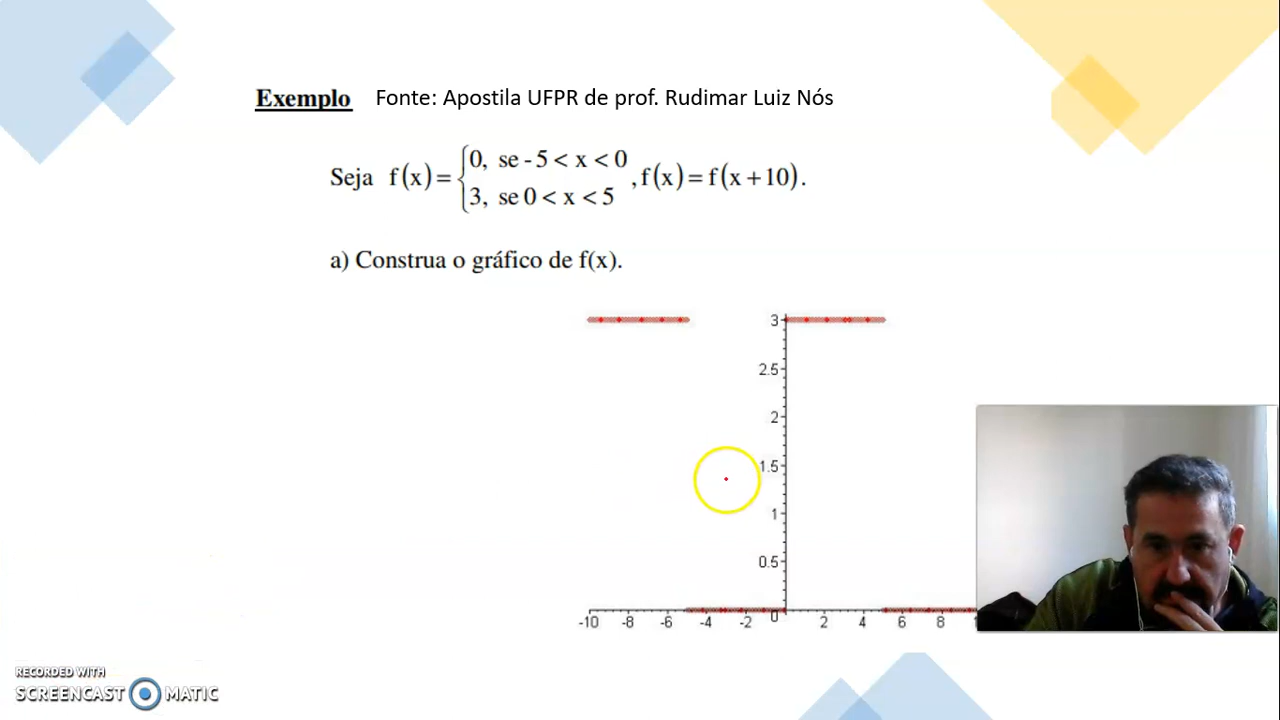 Exemplo Fonte: Apostila UFPR de prof. Rudimar Luiz Nós
Seja f(x) = {0, se - 5 < x < 0
3, se 0 < x < 5 , f(x) = f(x + 10).
a) Construa o gráfico de f(x).
3
2.5
2
1.5
1
0.5
-10 -8 -6 -4 -2 0 2 4 6 8
RECORDED WITH
SCREENCAST MATIC